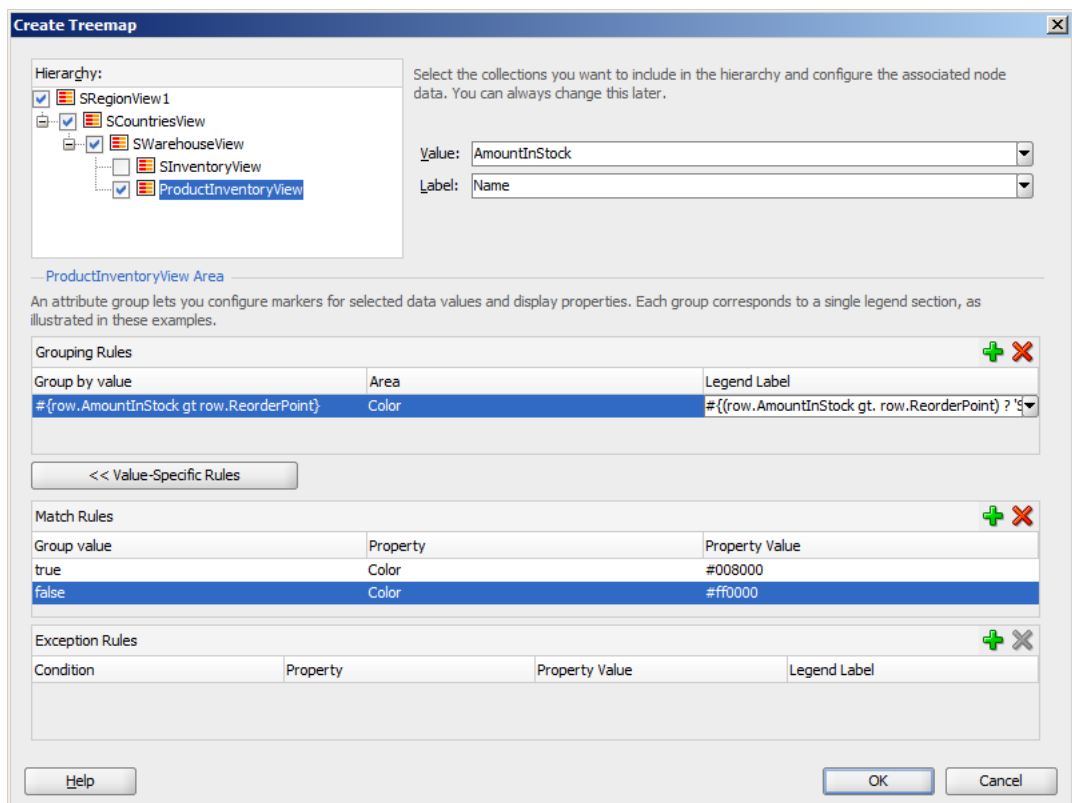 Create Treemap
Hierarchy:
SRegionView1
SCountriesView
SWarehouseView
SInventoryView
ProductInventoryView
Select the collections you want to include in the hierarchy and configure the associated node
data. You can always change this later.
Value: AmountInStock
Label: Name
ProductInventoryView Area
An attribute group lets you configure markers for selected data values and display properties. Each group corresponds to a single legend section, as
illustrated in these examples.
Grouping Rules
Group by value Area Legend Label
#{row.AmountInStock gt row.ReorderPoint} Color #{(row.AmountInStock gt. row.ReorderPoint) ? 'S
<< Value-Specific Rules
Match Rules
Group value Property Property Value
true Color #008000
false Color #ff0000
Exception Rules
Condition Property Property Value Legend Label
Help OK Cancel